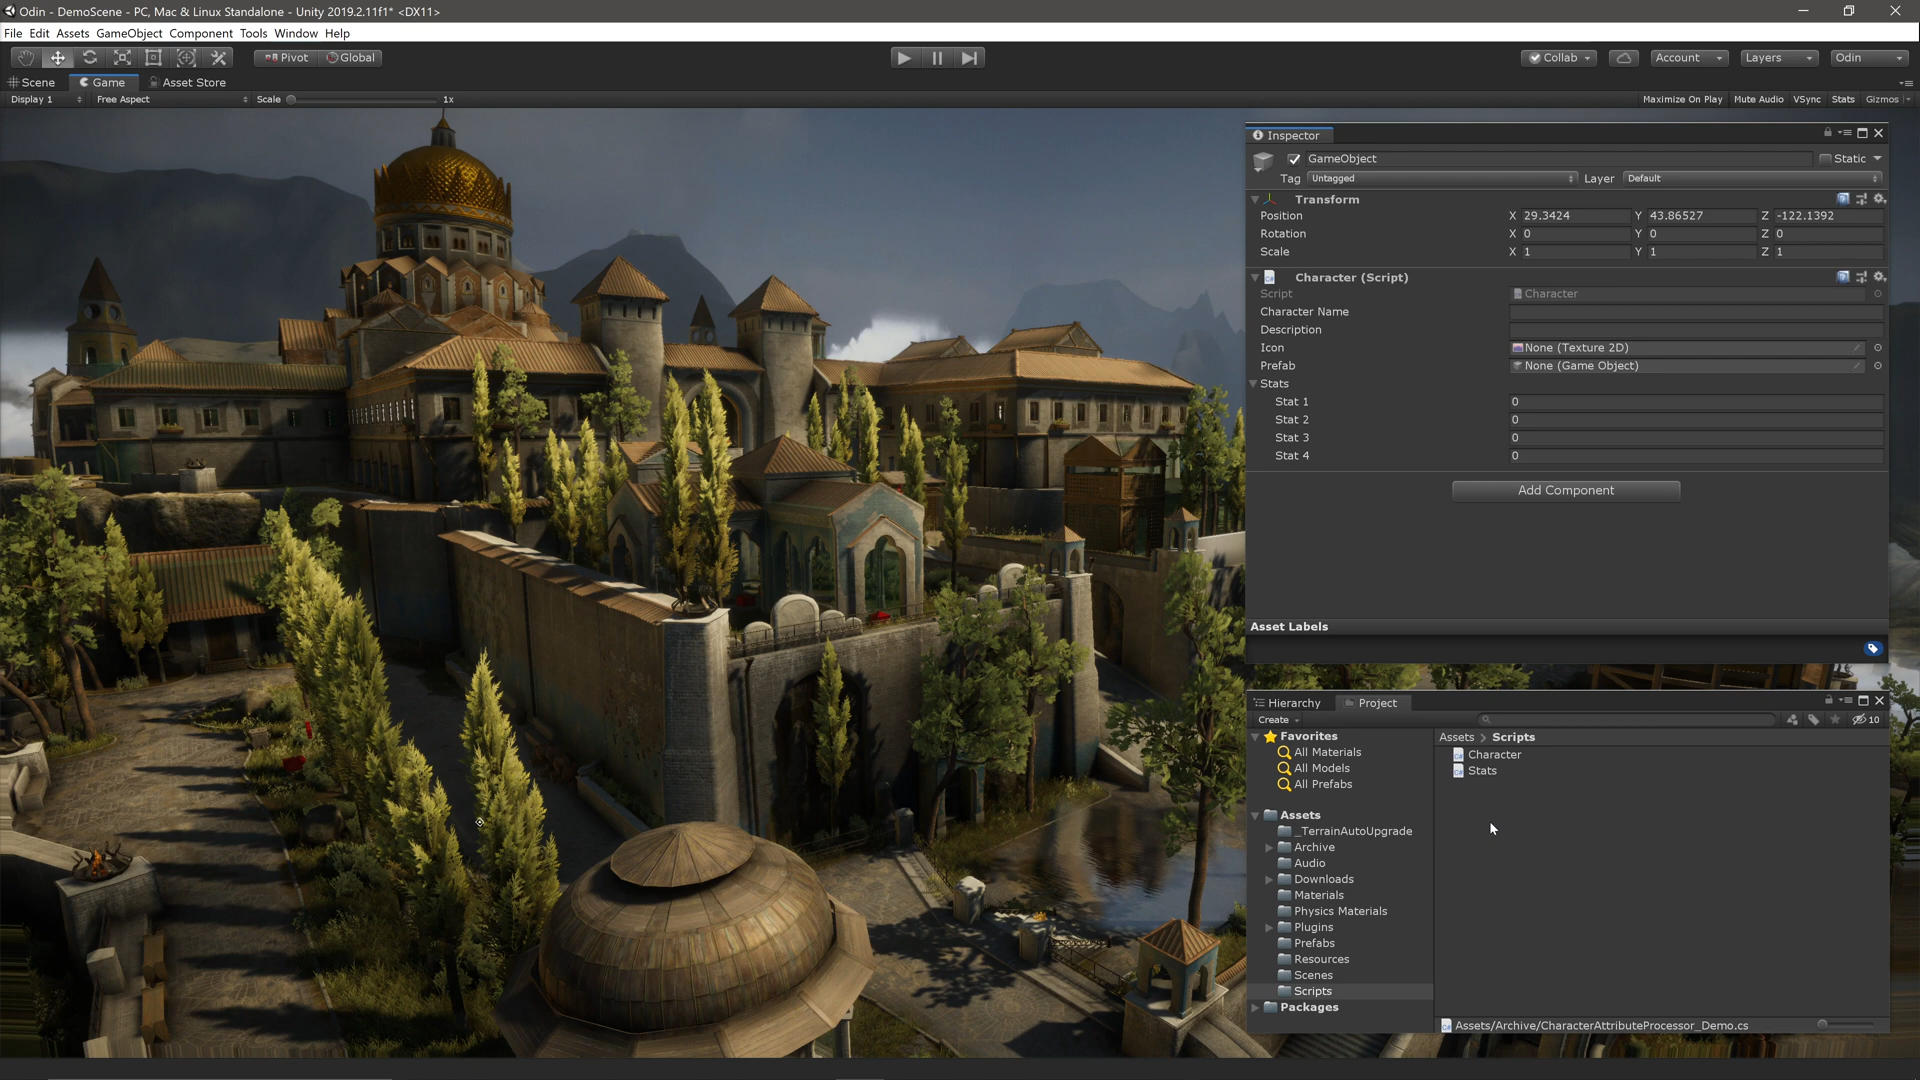 Odin - DemoScene - PC, Mac & Linux Standalone - Unity 2019.2.11f1* <DX11>
File Edit Assets GameObject Component Tools Window Help
Pivot Global Collab Account Layers Odin
Scene Game Asset Store
Display 1 Free Aspect Scale 1x Maximize On Play Mute Audio VSync Stats Gizmos
Inspector
GameObject Static
Tag Untagged Layer Default
Transform
Position X 29.3424 Y 43.86527 Z -122.1392
Rotation X 0 Y 0 Z 0
Scale X 1 Y 1 Z 1
Character (Script)
Script Character
Character Name
Description
Icon None (Texture 2D)
Prefab None (Game Object)
Stats
Stat 1 0
Stat 2 0
Stat 3 0
Stat 4 0
Add Component
Asset Labels
Hierarchy Project
Create 10
Favorites
All Materials
All Models
All Prefabs
Assets
_TerrainAutoUpgrade
Archive
Audio
Downloads
Materials
Physics Materials
Plugins
Prefabs
Resources
Scenes
Scripts
Packages
Assets > Scripts
Character
Stats
Assets/Archive/CharacterAttributeProcessor_Demo.cs